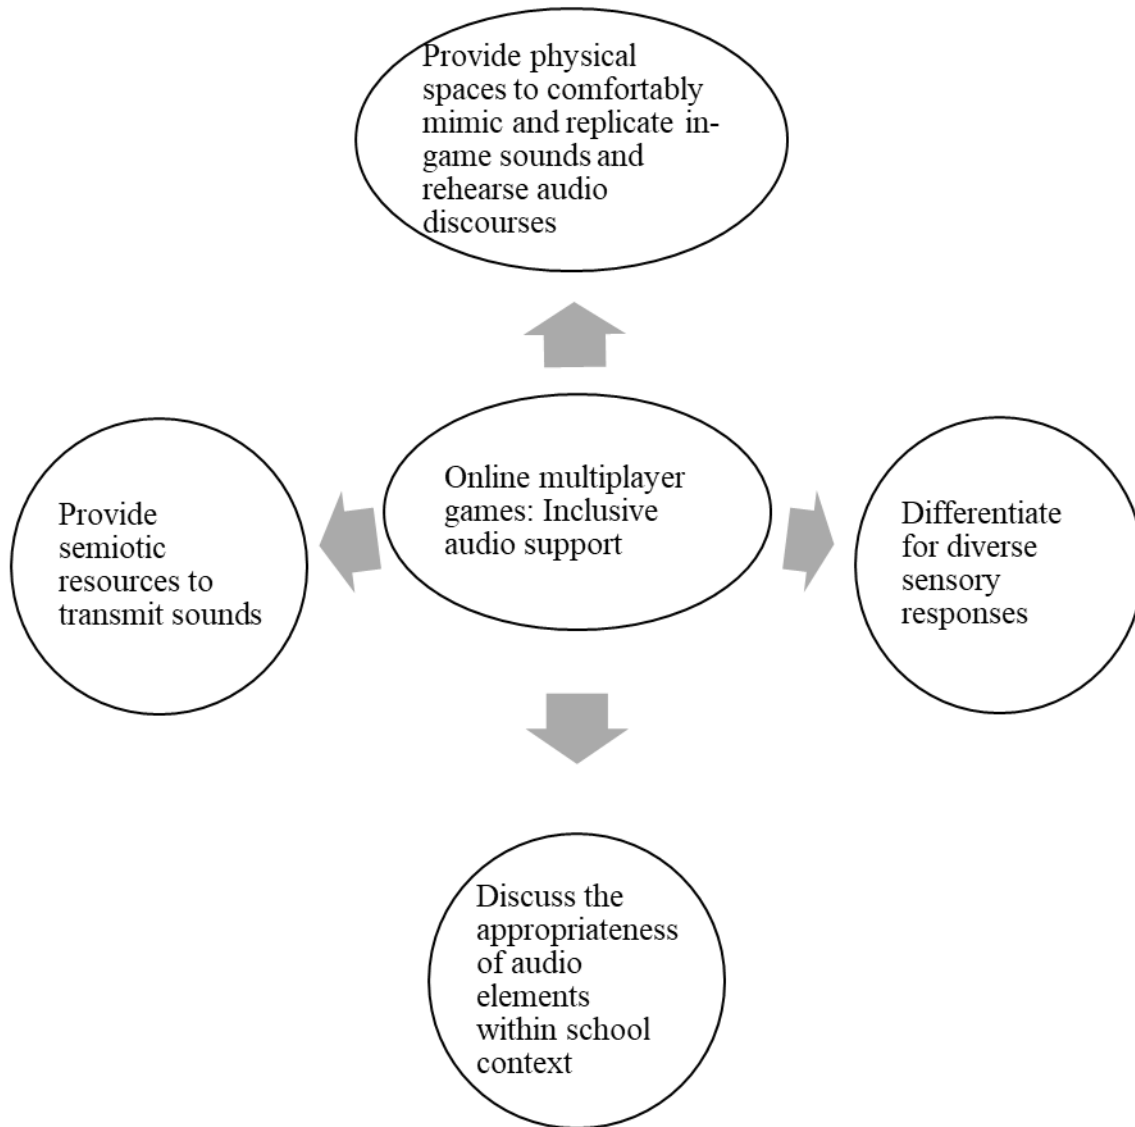 Provide physical
spaces to comfortably
mimic and replicate in-
game sounds and
rehearse audio
discourses
Online multiplayer
games: Inclusive
audio support
Provide
semiotic
resources to
transmit sounds
Differentiate
for diverse
sensory
responses
Discuss the
appropriateness
of audio
elements
within school
context